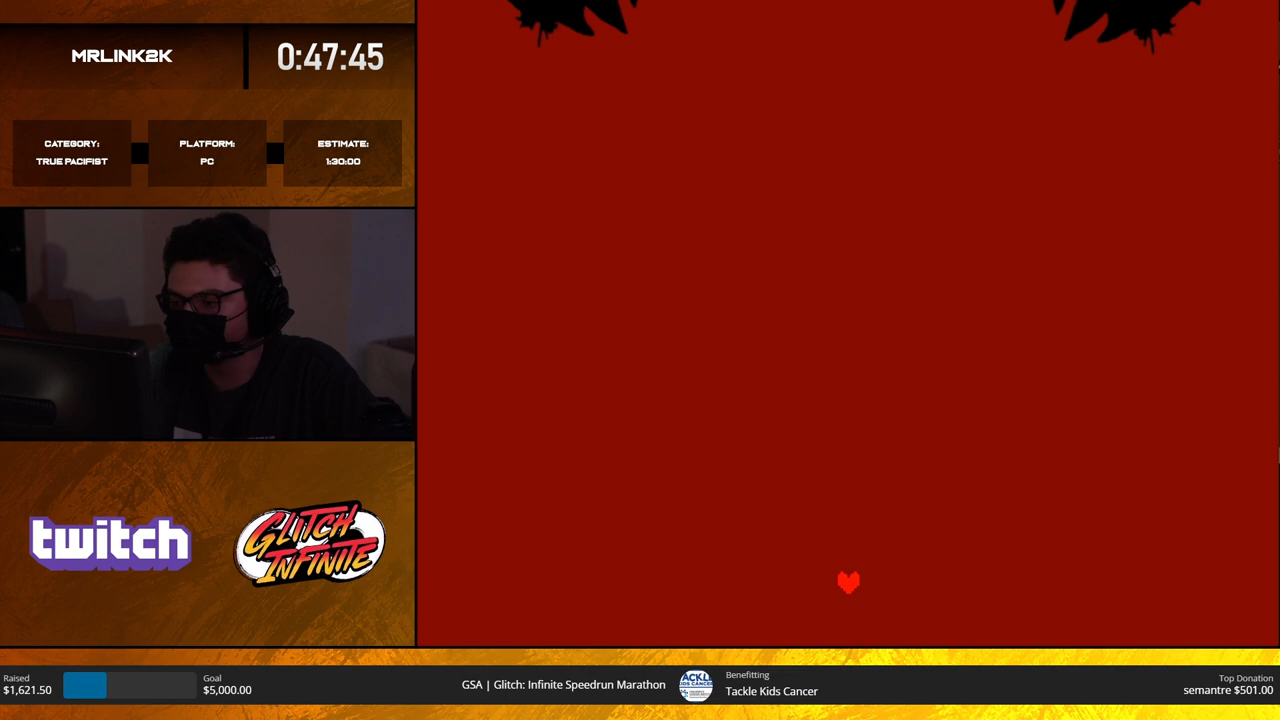 MRLINK2K
0:47:45
CATEGORY:
TRUE PACIFIST
PLATFORM:
PC
ESTIMATE:
1:30:00
twitch
GLITCH
INFINITE
Raised
$1,621.50
Goal
$5,000.00
GSA | Glitch: Infinite Speedrun Marathon
Benefitting
Tackle Kids Cancer
Top Donation
semantre $501.00